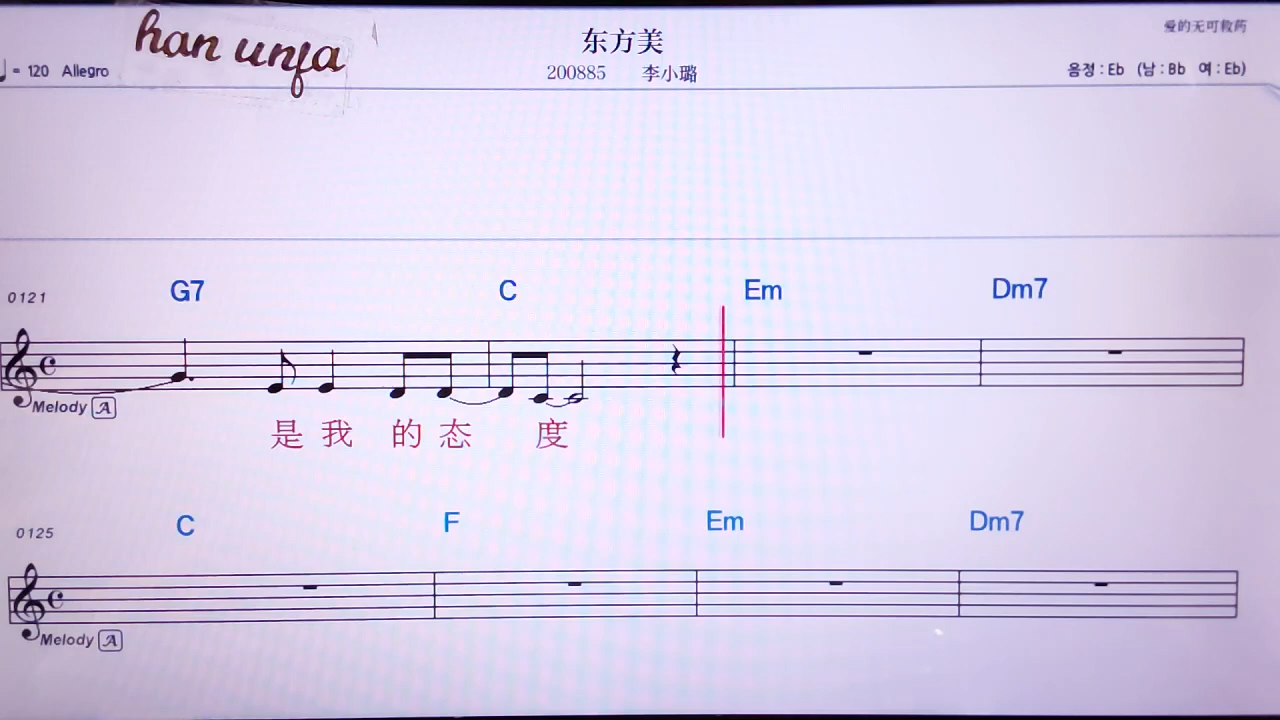 han unfa
东方美
爱的无可救药
= 120 Allegro
200885 李小璐
음정 : Eb (남 : Bb 여 : Eb)
0121 G7 C Em Dm7
Melody A
是 我 的 态 度
0125 C F Em Dm7
Melody A